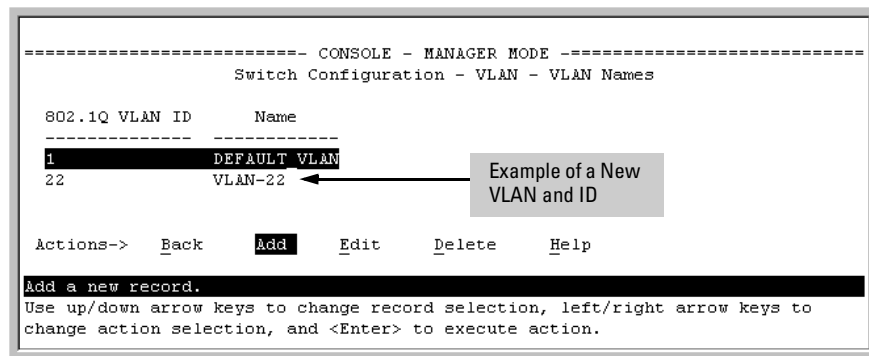 ===========================- CONSOLE - MANAGER MODE -============================
Switch Configuration - VLAN - VLAN Names
802.1Q VLAN ID Name
-------------- ------------
1 DEFAULT_VLAN
22 VLAN-22
Example of a New
VLAN and ID
Actions-> Back Add Edit Delete Help
Add a new record.
Use up/down arrow keys to change record selection, left/right arrow keys to
change action selection, and <Enter> to execute action.